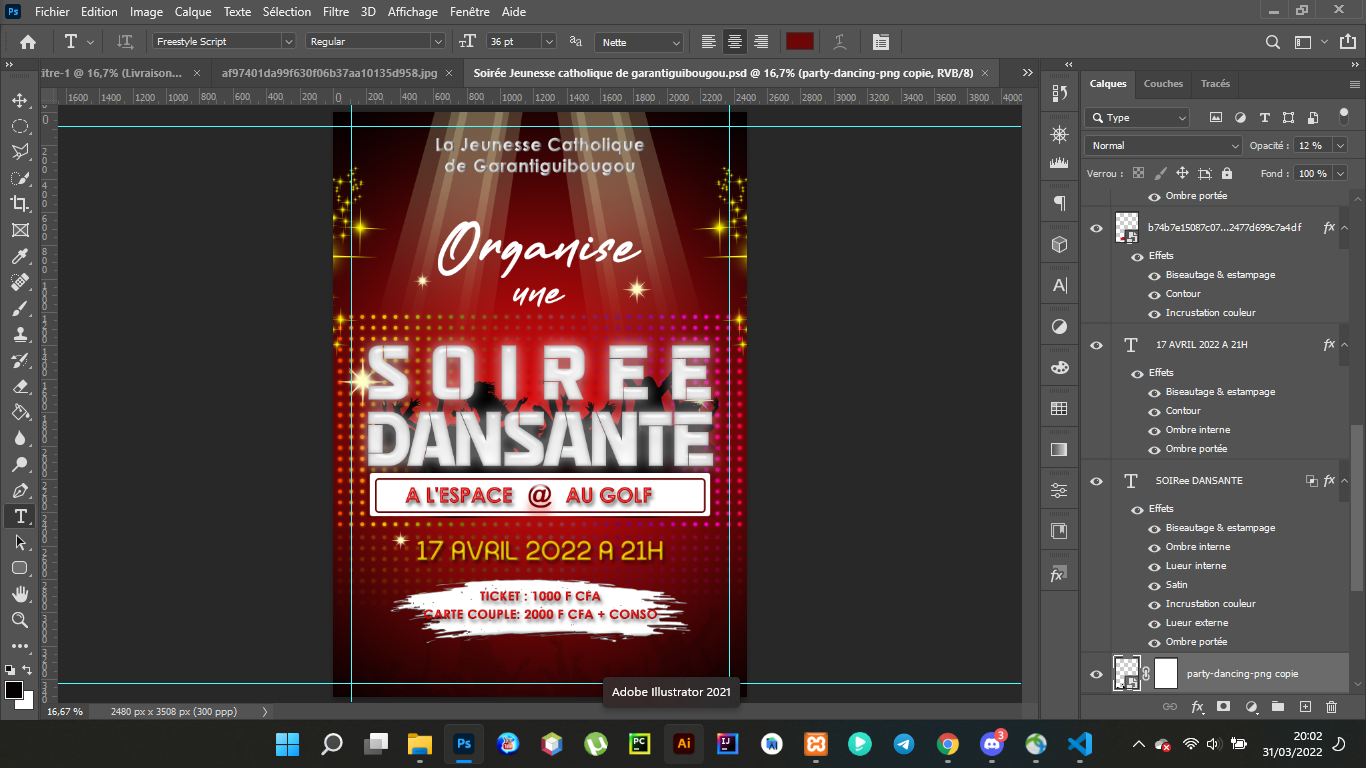 Ps Fichier Edition Image Calque Texte Sélection Filtre 3D Affichage Fenêtre Aide
T Freestyle Script Regular 36 pt Nette
itre-1 @ 16,7% (Livraison... × af97401da99f630f06b37aa10135d958.jpg × Soirée Jeunesse catholique de garantiguibougou.psd @ 16,7% (party-dancing-png copie, RVB/8) ×
1600 1400 1200 1000 800 600 400 200 0 200 400 600 800 1000 1200 1400 1600 1800 2000 2200 2400 2600 2800 3000 3200 3400 3600 3800 4000
La Jeunesse Catholique
de Garantiguibougou
Organise
une
SOIREE
DANSANTE
A L'ESPACE @ AU GOLF
17 AVRIL 2022 A 21H
TICKET : 1000 F CFA
CARTE COUPLE: 2000 F CFA + CONSO
Calques Couches Tracés
Type
Normal Opacité : 12 %
Verrou : Fond : 100 %
Ombre portée
b74b7e15087c07...2477d699c7a4df fx
Effets
Biseautage & estampage
Contour
Incrustation couleur
T 17 AVRIL 2022 A 21H fx
Effets
Biseautage & estampage
Contour
Ombre interne
Ombre portée
T SOIRee DANSANTE fx
Effets
Biseautage & estampage
Ombre interne
Lueur interne
Satin
Incrustation couleur
Lueur externe
Ombre portée
party-dancing-png copie
fx
Adobe Illustrator 2021
16,67 % 2480 px x 3508 px (300 ppp)
Ps PC Ai IJ 3
20:02
31/03/2022